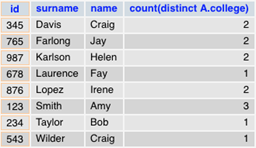 id surname name count(distinct A.college)
345 Davis Craig 2
765 Farlong Jay 2
987 Karlson Helen 2
678 Laurence Fay 1
876 Lopez Irene 2
123 Smith Amy 3
234 Taylor Bob 1
543 Wilder Craig 1